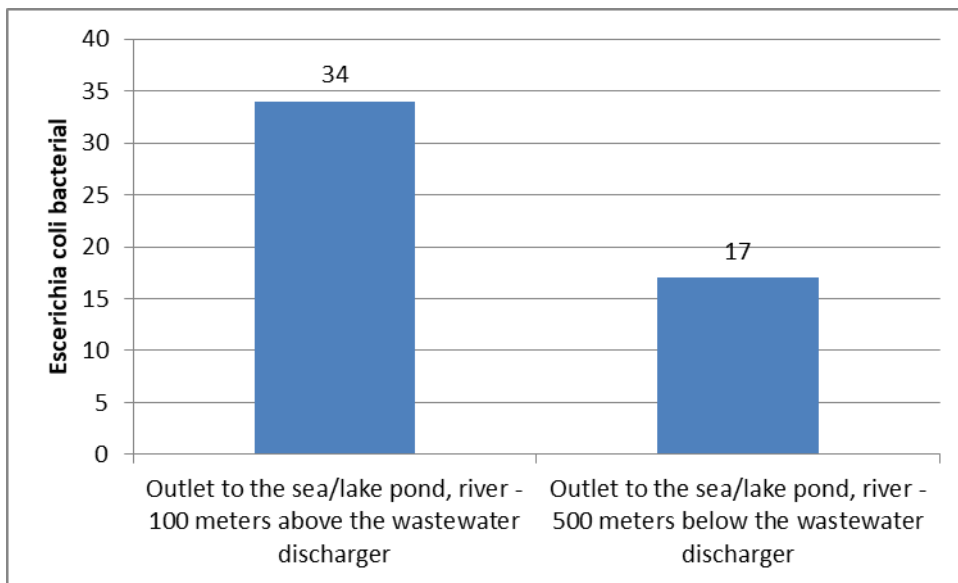 40
35
30
25
20
15
10
5
0
Escerichia coli bacterial
34
17
Outlet to the sea/lake pond, river -
100 meters above the wastewater
discharger
Outlet to the sea/lake pond, river -
500 meters below the wastewater
discharger